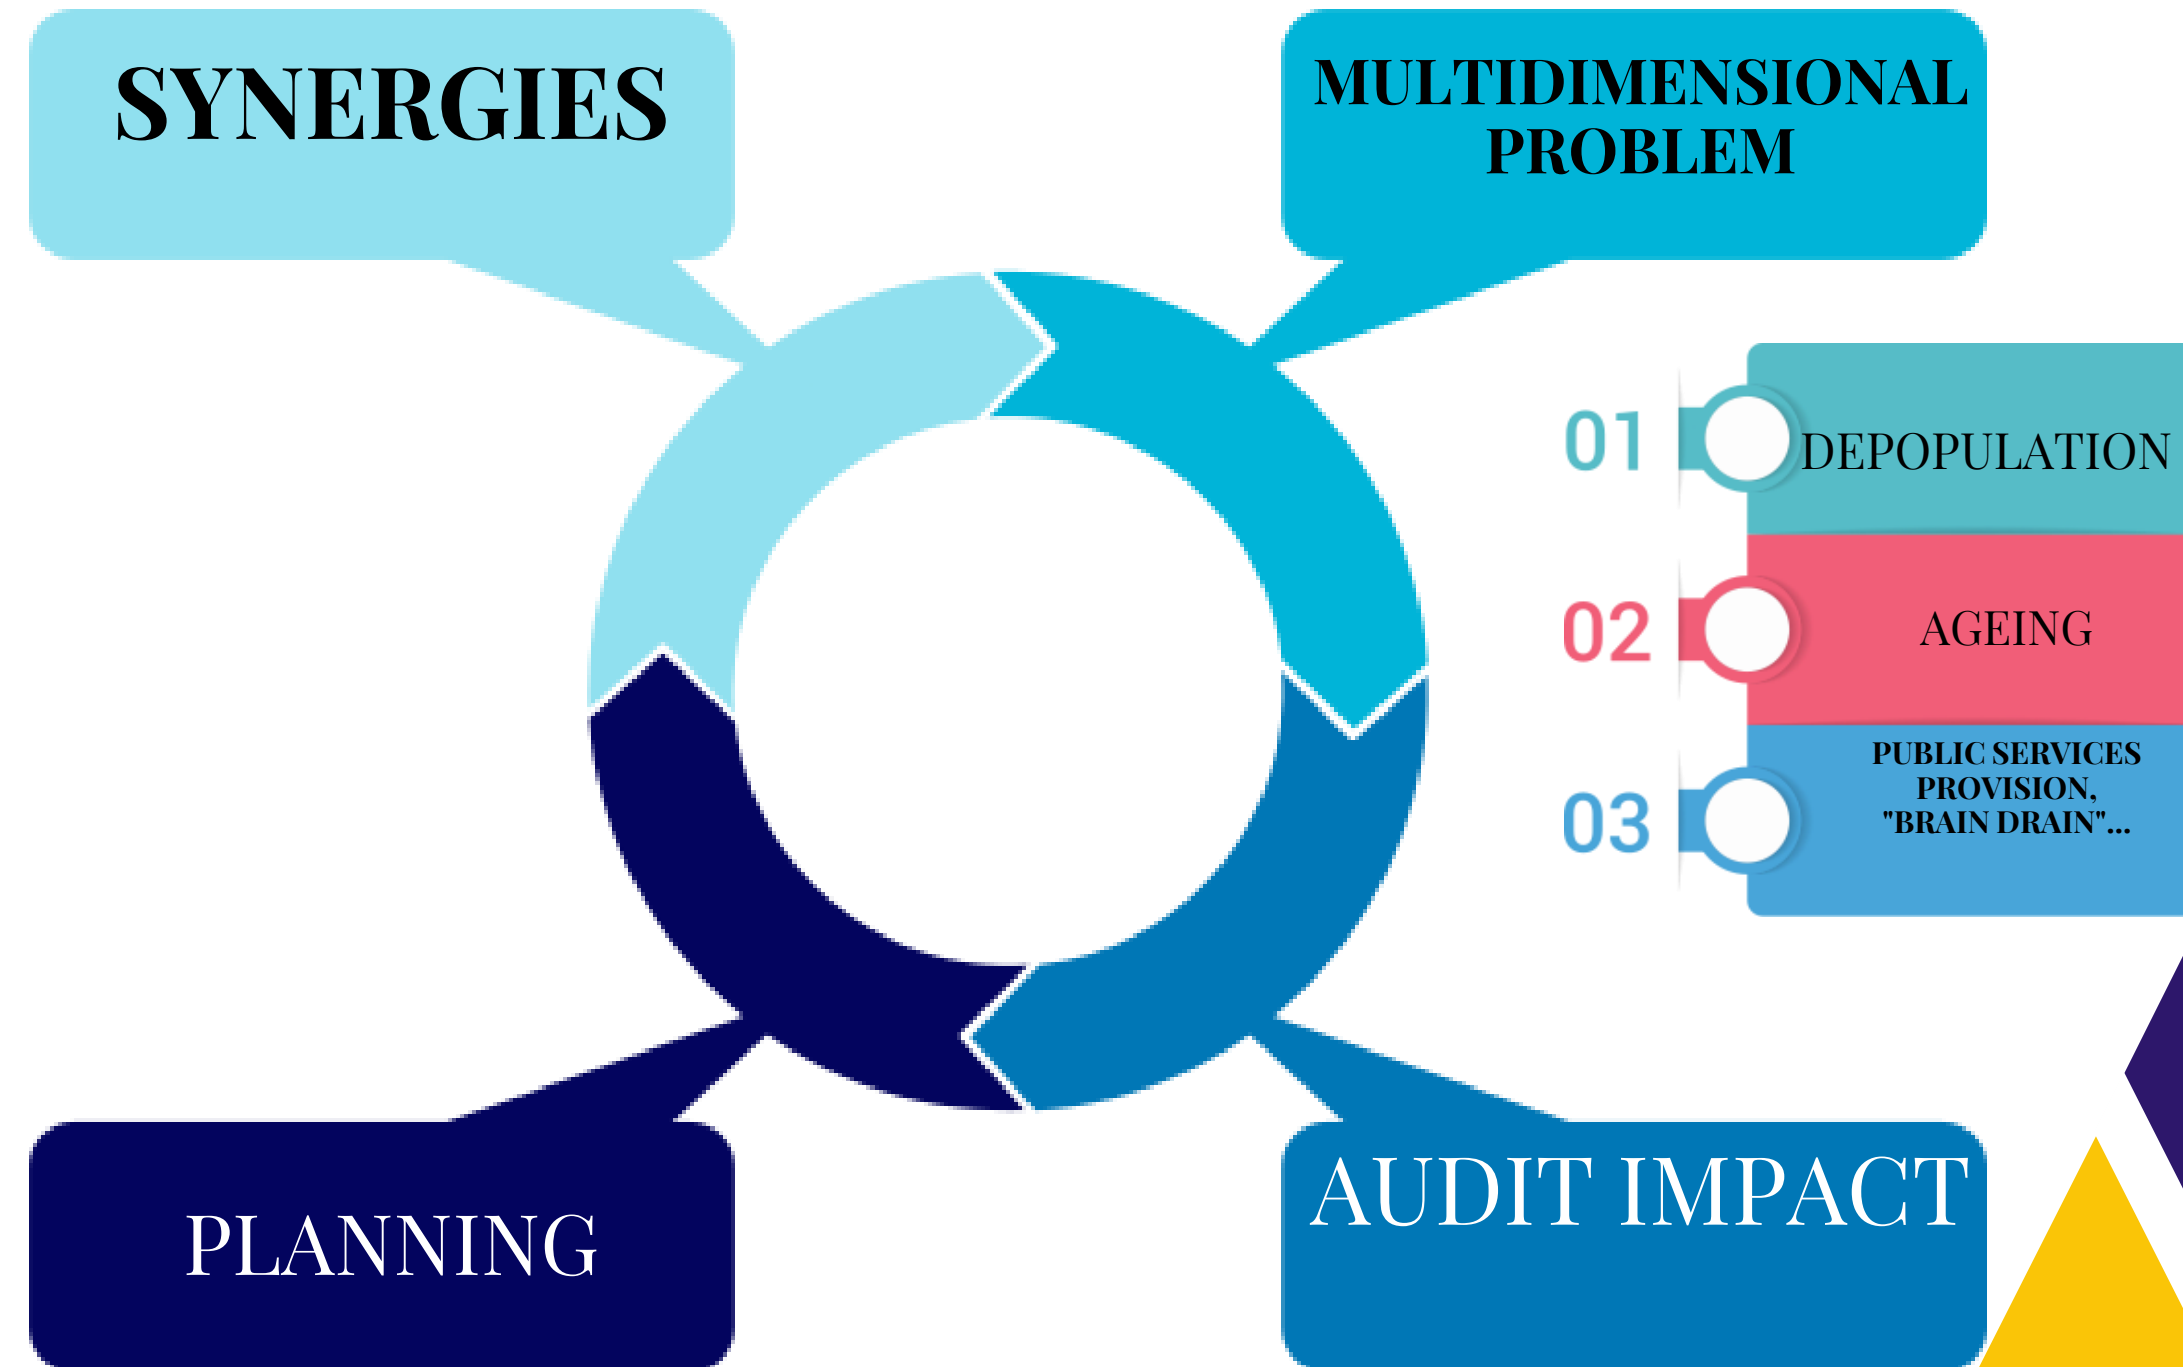 SYNERGIES
MULTIDIMENSIONAL
PROBLEM
01
DEPOPULATION
02
AGEING
03
PUBLIC SERVICES
PROVISION,
"BRAIN DRAIN"...
PLANNING
AUDIT IMPACT